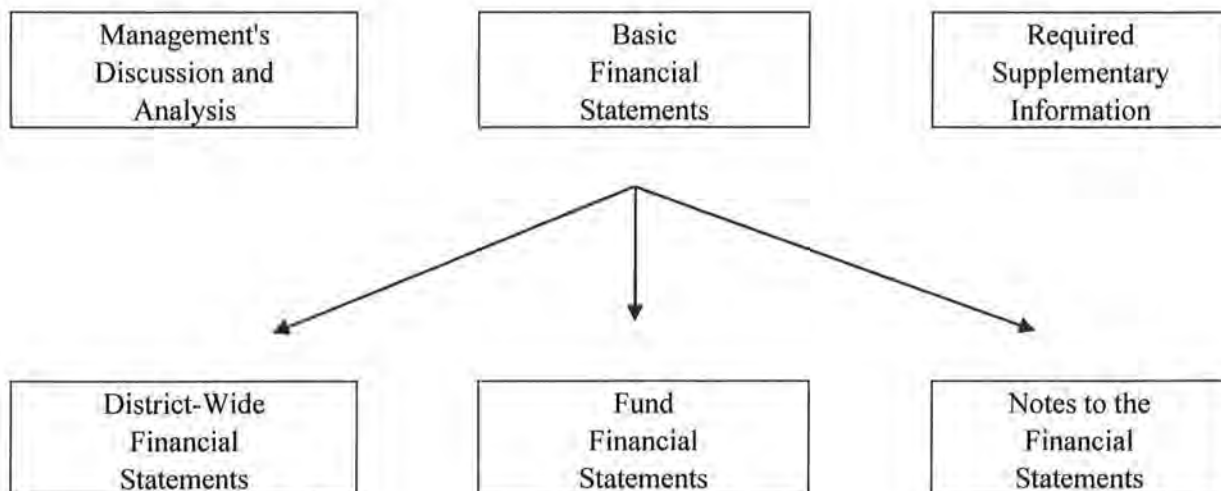 Management's
Discussion and
Analysis
Basic
Financial
Statements
Required
Supplementary
Information
District-Wide
Financial
Statements
Fund
Financial
Statements
Notes to the
Financial
Statements